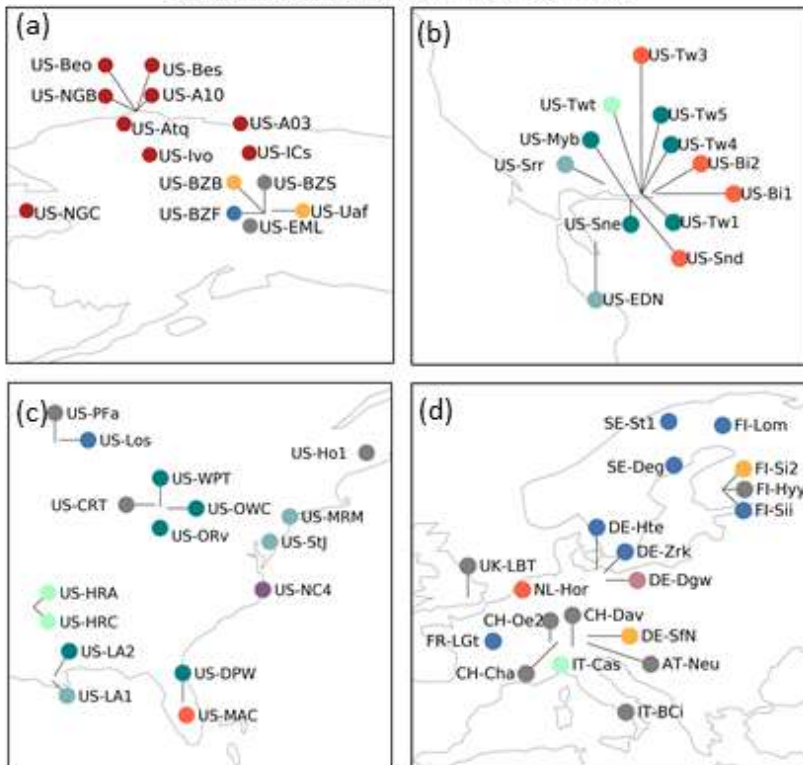 (a)
US-Beo
US-Bes
US-NGB
US-A10
US-Atq
US-A03
US-Ivo
US-ICs
US-BZB
US-BZS
US-NGC
US-BZF
US-Uaf
US-EML
(b)
US-Tw3
US-Twt
US-Tw5
US-Myb
US-Tw4
US-Srr
US-Bi2
US-Bi1
US-Sne
US-Tw1
US-Snd
US-EDN
(c)
US-PFa
US-Los
US-Ho1
US-WPT
US-CRT
US-OWC
US-MRM
US-ORv
US-StJ
US-HRA
US-NC4
US-HRC
US-LA2
US-DPW
US-LA1
US-MAC
(d)
SE-St1
FI-Lom
SE-Deg
FI-Si2
FI-Hyy
FI-Sii
DE-Hte
DE-Zrk
UK-LBT
DE-Dgw
NL-Hor
CH-Oe2
CH-Dav
FR-LGt
DE-SfN
CH-Cha
IT-Cas
AT-Neu
IT-BCi